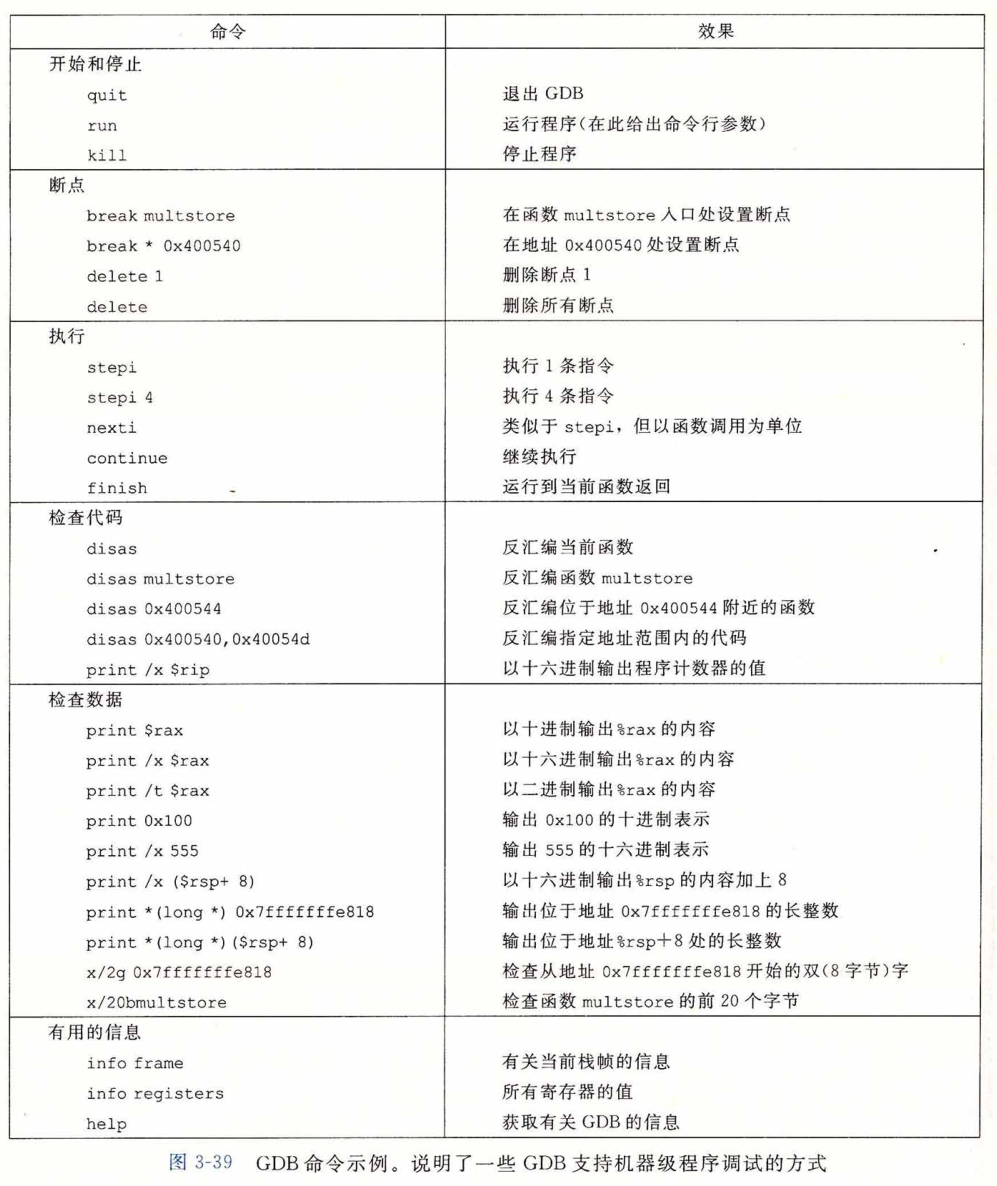 命令 效果
开始和停止
quit 退出 GDB
run 运行程序(在此给出命令行参数)
kill 停止程序
断点
break multstore 在函数 multstore 入口处设置断点
break * 0x400540 在地址 0x400540 处设置断点
delete 1 删除断点 1
delete 删除所有断点
执行
stepi 执行 1 条指令
stepi 4 执行 4 条指令
nexti 类似于 stepi，但以函数调用为单位
continue 继续执行
finish 运行到当前函数返回
检查代码
disas 反汇编当前函数
disas multstore 反汇编函数 multstore
disas 0x400544 反汇编位于地址 0x400544 附近的函数
disas 0x400540,0x40054d 反汇编指定地址范围内的代码
print /x $rip 以十六进制输出程序计数器的值
检查数据
print $rax 以十进制输出%rax 的内容
print /x $rax 以十六进制输出%rax 的内容
print /t $rax 以二进制输出%rax 的内容
print 0x100 输出 0x100 的十进制表示
print /x 555 输出 555 的十六进制表示
print /x ($rsp+ 8) 以十六进制输出%rsp 的内容加上 8
print *(long *) 0x7fffffffe818 输出位于地址 0x7fffffffe818 的长整数
print *(long *)($rsp+ 8) 输出位于地址%rsp+8 处的长整数
x/2g 0x7fffffffe818 检查从地址 0x7fffffffe818 开始的双(8 字节)字
x/20bmultstore 检查函数 multstore 的前 20 个字节
有用的信息
info frame 有关当前栈帧的信息
info registers 所有寄存器的值
help 获取有关 GDB 的信息
图 3-39 GDB 命令示例。说明了一些 GDB 支持机器级程序调试的方式